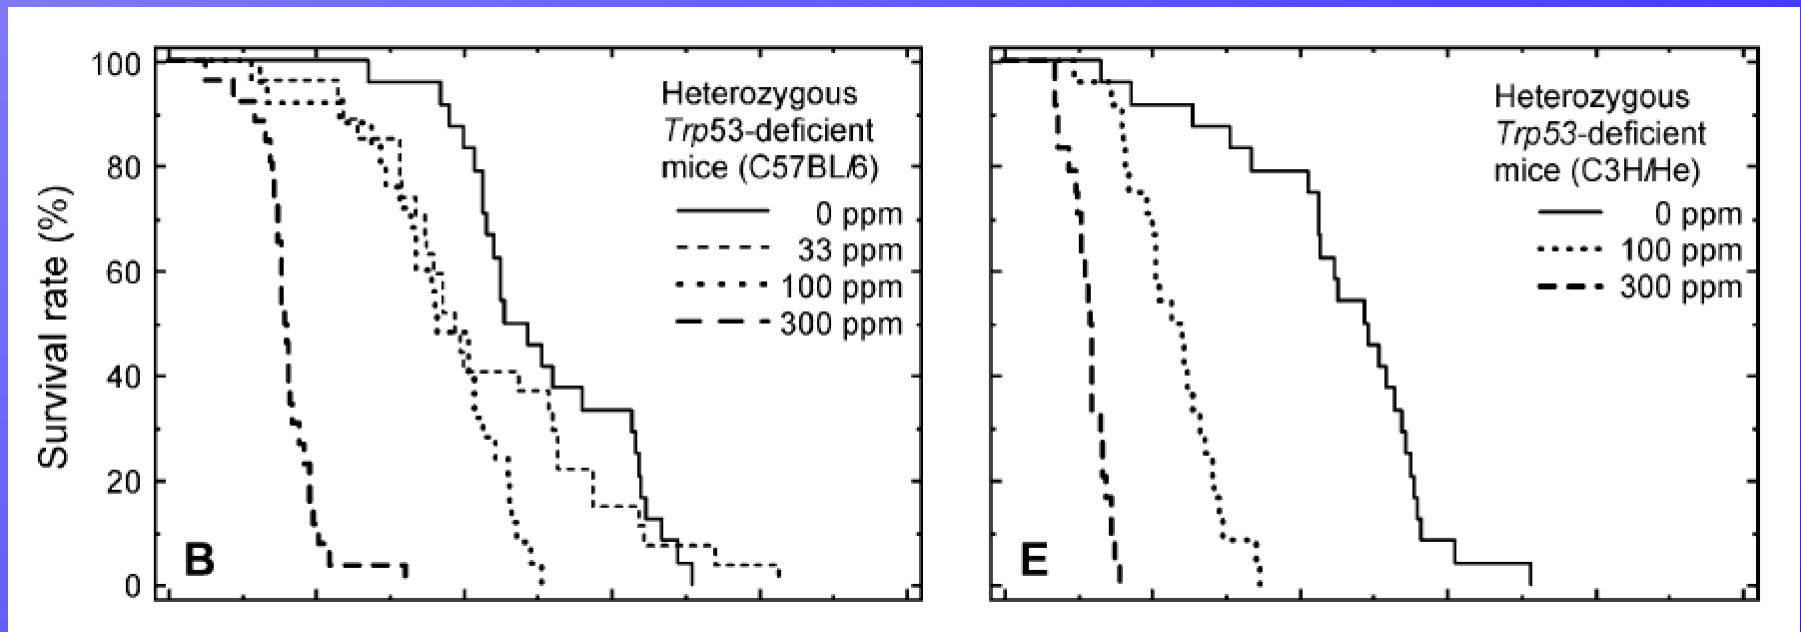 Survival rate (%)
100
80
60
40
20
0
Heterozygous
Trp53-deficient
mice (C57BL/6)
0 ppm
33 ppm
100 ppm
300 ppm
B
Heterozygous
Trp53-deficient
mice (C3H/He)
0 ppm
100 ppm
300 ppm
E